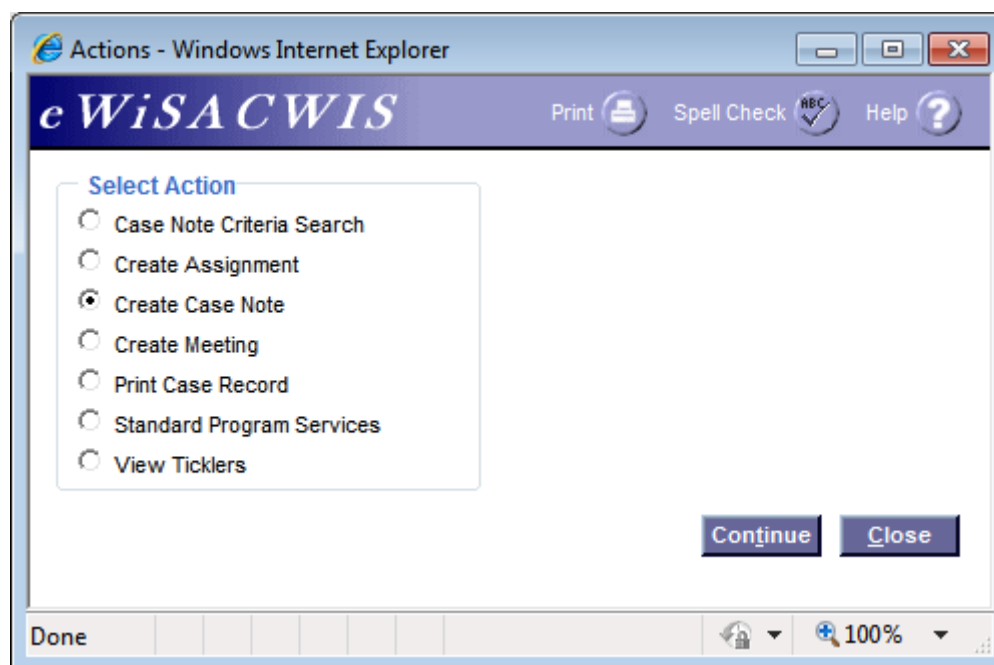 Actions - Windows Internet Explorer
eWiSACWIS Print Spell Check ABC Help ?
Select Action
Case Note Criteria Search
Create Assignment
Create Case Note
Create Meeting
Print Case Record
Standard Program Services
View Ticklers
Continue Close
Done 100%